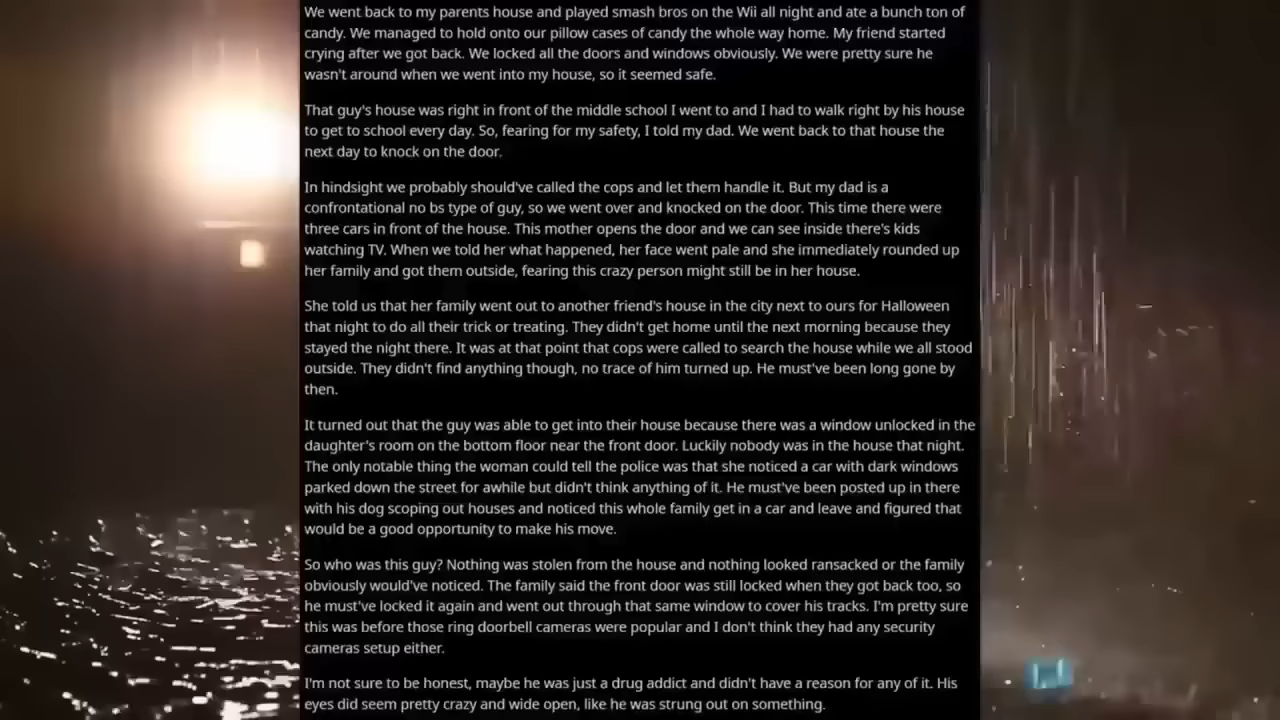 We went back to my parents house and played smash bros on the Wii all night and ate a bunch ton of
candy. We managed to hold onto our pillow cases of candy the whole way home. My friend started
crying after we got back. We locked all the doors and windows obviously. We were pretty sure he
wasn't around when we went into my house, so it seemed safe.
That guy's house was right in front of the middle school I went to and I had to walk right by his house
to get to school every day. So, fearing for my safety, I told my dad. We went back to that house the
next day to knock on the door.
In hindsight we probably should've called the cops and let them handle it. But my dad is a
confrontational no bs type of guy, so we went over and knocked on the door. This time there were
three cars in front of the house. This mother opens the door and we can see inside there's kids
watching TV. When we told her what happened, her face went pale and she immediately rounded up
her family and got them outside, fearing this crazy person might still be in her house.
She told us that her family went out to another friend's house in the city next to ours for Halloween
that night to do all their trick or treating. They didn't get home until the next morning because they
stayed the night there. It was at that point that cops were called to search the house while we all stood
outside. They didn't find anything though, no trace of him turned up. He must've been long gone by
then.
It turned out that the guy was able to get into their house because there was a window unlocked in the
daughter's room on the bottom floor near the front door. Luckily nobody was in the house that night.
The only notable thing the woman could tell the police was that she noticed a car with dark windows
parked down the street for awhile but didn't think anything of it. He must've been posted up in there
with his dog scoping out houses and noticed this whole family get in a car and leave and figured that
would be a good opportunity to make his move.
So who was this guy? Nothing was stolen from the house and nothing looked ransacked or the family
obviously would've noticed. The family said the front door was still locked when they got back too, so
he must've locked it again and went out through that same window to cover his tracks. I'm pretty sure
this was before those ring doorbell cameras were popular and I don't think they had any security
cameras setup either.
I'm not sure to be honest, maybe he was just a drug addict and didn't have a reason for any of it. His
eyes did seem pretty crazy and wide open, like he was strung out on something.